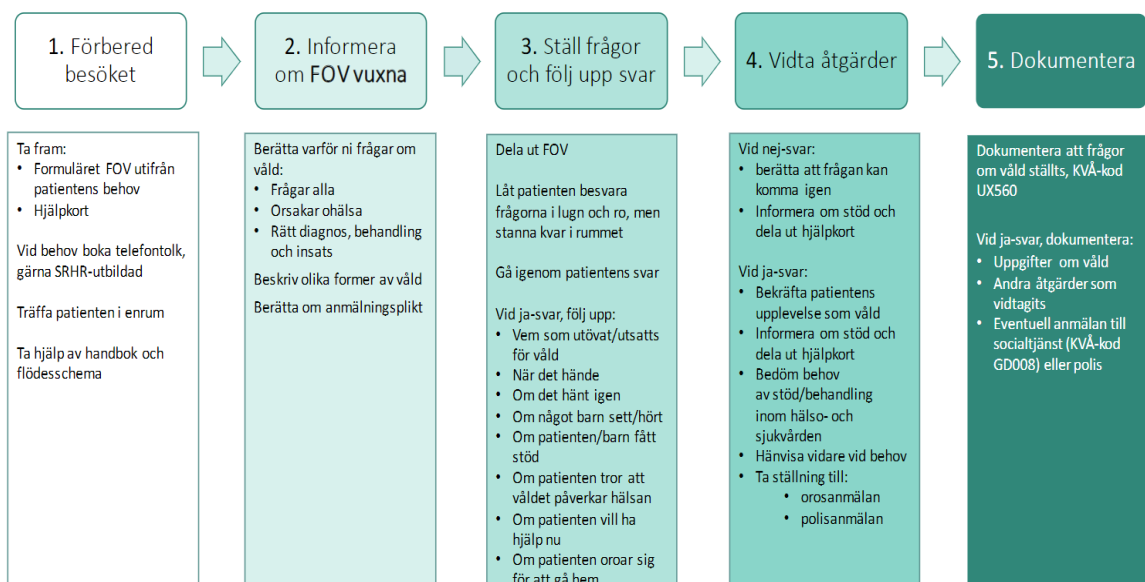 1. Förbered
besöket
2. Informera
om FOV vuxna
3. Ställ frågor
och följ upp svar
4. Vidta åtgärder
5. Dokumentera
Ta fram:
• Formuläret FOV utifrån
patientens behov
• Hjälpkort
Vid behov boka telefontolk,
gärna SRHR-utbildad
Träffa patienten i enrum
Ta hjälp av handbok och
flödesschema
Berätta varför ni frågar om
våld:
• Frågar alla
• Orsakar ohälsa
• Rätt diagnos, behandling
och insats
Beskriv olika former av våld
Berätta om anmälningsplikt
Dela ut FOV
Låt patienten besvara
frågorna i lugn och ro, men
stanna kvar i rummet
Gå igenom patientens svar
Vid ja-svar, följ upp:
• Vem som utövat/utsatts
för våld
• När det hände
• Om det hänt igen
• Om något barn sett/hört
• Om patienten/barn fått
stöd
• Om patienten tror att
våldet påverkar hälsan
• Om patienten vill ha
hjälp nu
• Om patienten oroar sig
för att gå hem
Vid nej-svar:
• berätta att frågan kan
komma igen
• Informera om stöd och
dela ut hjälpkort
Vid ja-svar:
• Bekräfta patientens
upplevelse som våld
• Informera om stöd och
dela ut hjälpkort
• Bedöm behov
av stöd/behandling
inom hälso- och
sjukvården
• Hänvisa vidare vid behov
• Ta ställning till:
• orosanmälan
• polisanmälan
Dokumentera att frågor
om våld ställts, KVÅ-kod
UX560
Vid ja-svar, dokumentera:
• Uppgifter om våld
• Andra åtgärder som
vidtagits
• Eventuell anmälan till
socialtjänst (KVÅ-kod
GD008) eller polis